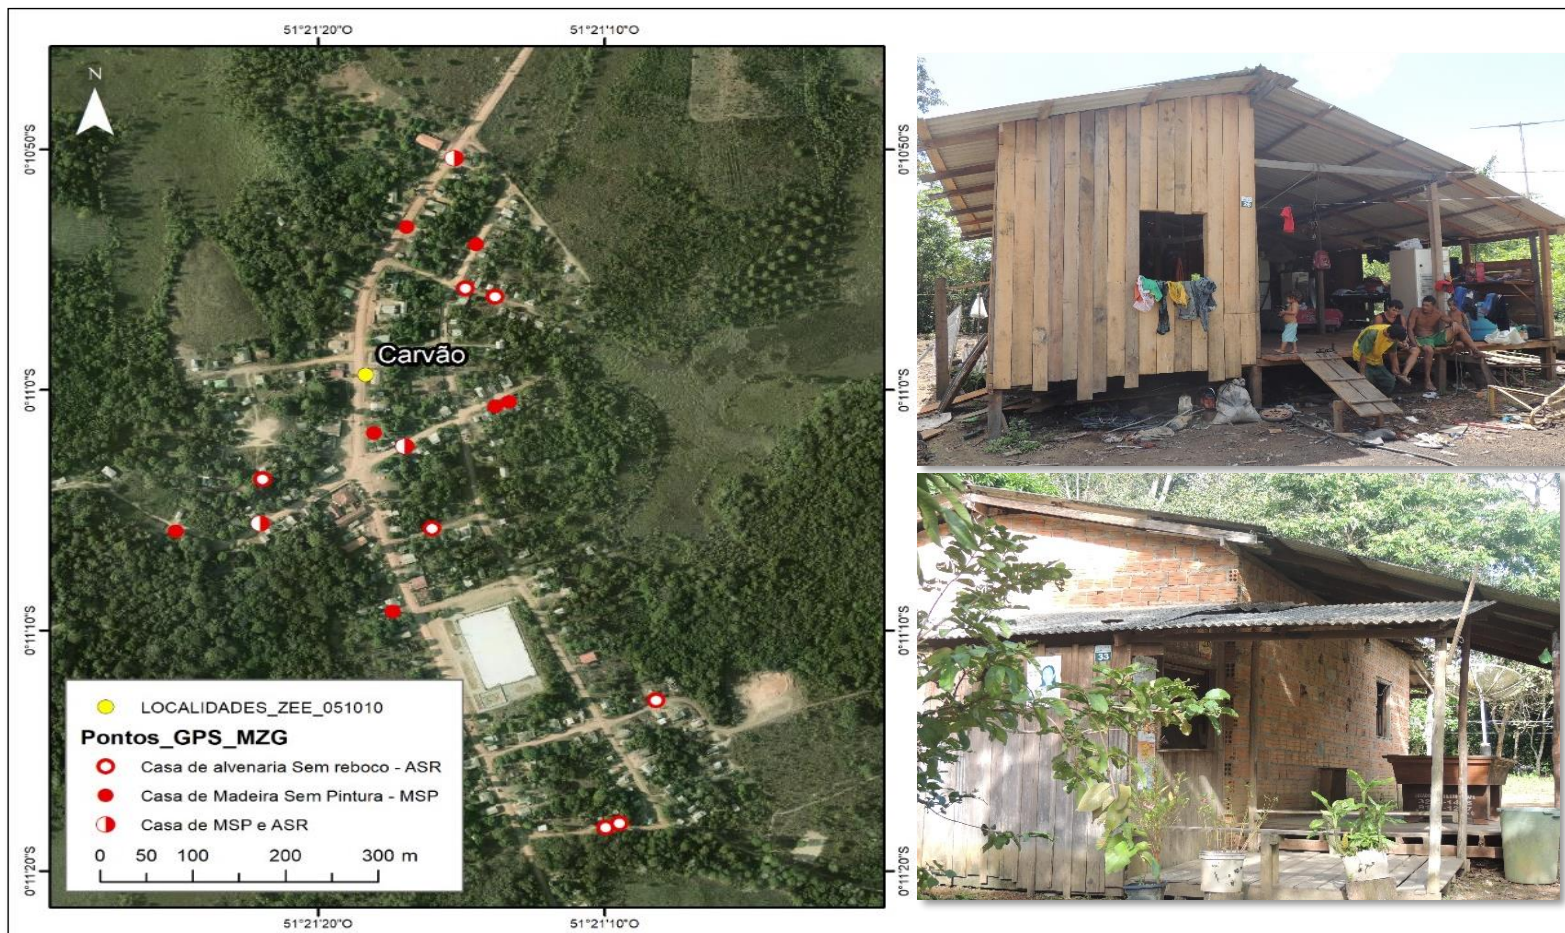 51°21'20"O
51°21'10"O
N
0°10'50"S
0°10'50"S
Carvão
0°11'0"S
0°11'0"S
0°11'10"S
0°11'10"S
LOCALIDADES_ZEE_051010
Pontos_GPS_MZG
Casa de alvenaria Sem reboco - ASR
Casa de Madeira Sem Pintura - MSP
Casa de MSP e ASR
0 50 100 200 300 m
0°11'20"S
0°11'20"S
51°21'20"O
51°21'10"O
33